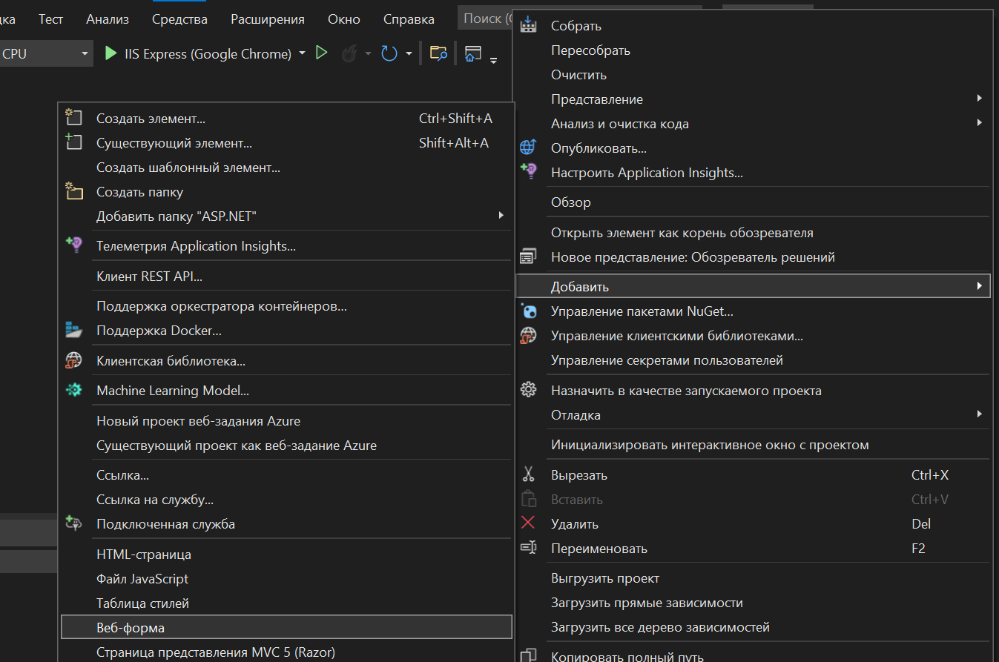 дка Тест Анализ Средства Расширения Окно Справка Поиск (
CPU IIS Express (Google Chrome)
Создать элемент... Ctrl+Shift+A
Существующий элемент... Shift+Alt+A
Создать шаблонный элемент...
Создать папку
Добавить папку "ASP.NET"
Телеметрия Application Insights...
Клиент REST API...
Поддержка оркестратора контейнеров...
Поддержка Docker...
Клиентская библиотека...
Machine Learning Model...
Новый проект веб-задания Azure
Существующий проект как веб-задание Azure
Ссылка...
Ссылка на службу...
Подключенная служба
HTML-страница
Файл JavaScript
Таблица стилей
Веб-форма
Страница представления MVC 5 (Razor)
Собрать
Пересобрать
Очистить
Представление
Анализ и очистка кода
Опубликовать...
Настроить Application Insights...
Обзор
Открыть элемент как корень обозревателя
Новое представление: Обозреватель решений
Добавить
Управление пакетами NuGet...
Управление клиентскими библиотеками...
Управление секретами пользователей
Назначить в качестве запускаемого проекта
Отладка
Инициализировать интерактивное окно с проектом
Вырезать Ctrl+X
Вставить Ctrl+V
Удалить Del
Переименовать F2
Выгрузить проект
Загрузить прямые зависимости
Загрузить все дерево зависимостей
Копировать полный путь